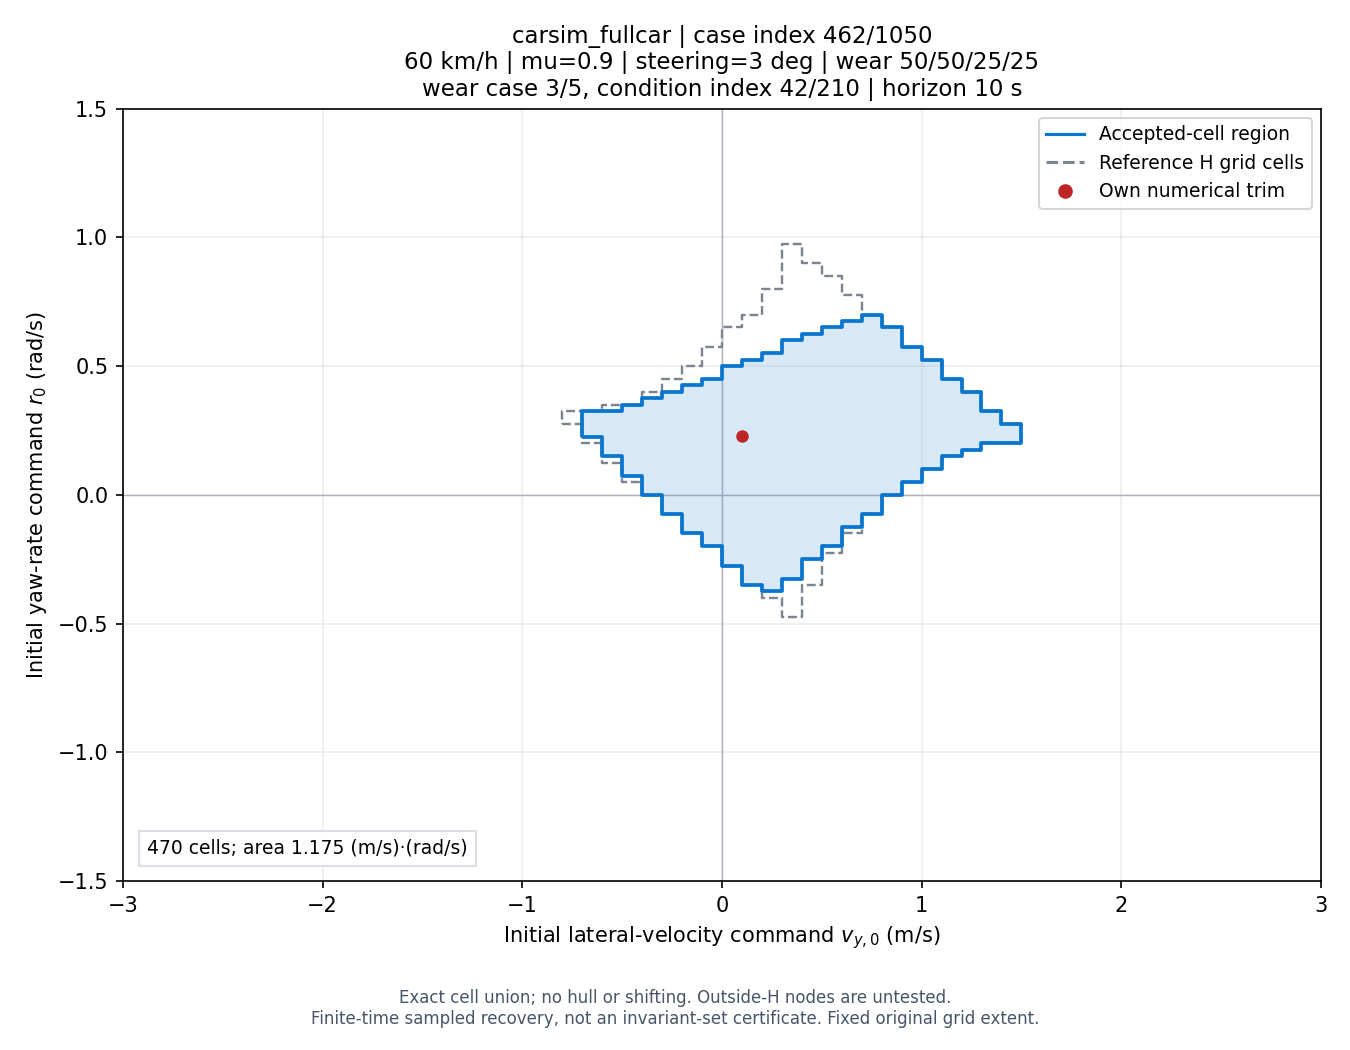 carsim_fullcar | case index 462/1050
60 km/h | mu=0.9 | steering=3 deg | wear 50/50/25/25
wear case 3/5, condition index 42/210 | horizon 10 s
1.5
1.0
0.5
0.0
−0.5
−1.0
−1.5
Initial yaw-rate command r₀ (rad/s)
Accepted-cell region
Reference H grid cells
Own numerical trim
470 cells; area 1.175 (m/s)·(rad/s)
−3
−2
−1
0
1
2
3
Initial lateral-velocity command v_{y,0} (m/s)
Exact cell union; no hull or shifting. Outside-H nodes are untested.
Finite-time sampled recovery, not an invariant-set certificate. Fixed original grid extent.